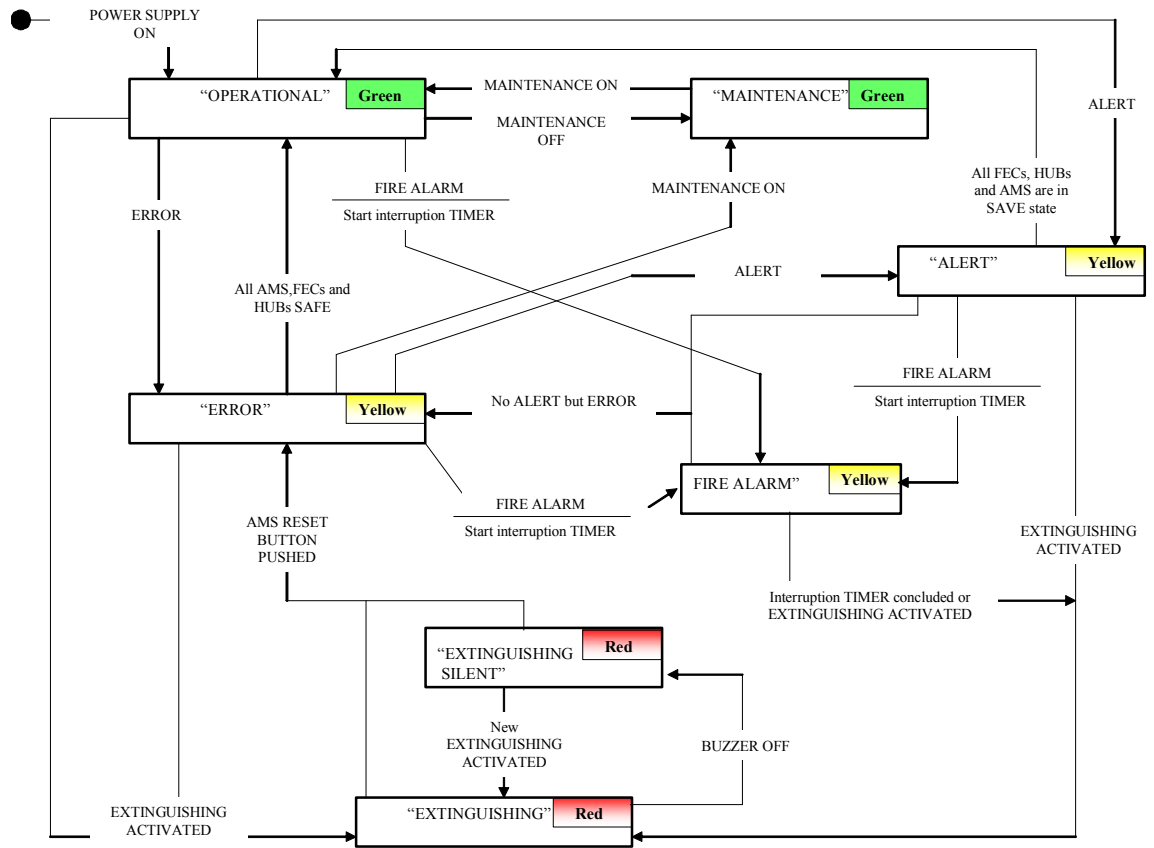 POWER SUPPLY
ON
“OPERATIONAL”
Green
MAINTENANCE ON
“MAINTENANCE”
Green
MAINTENANCE
OFF
ALERT
FIRE ALARM
Start interruption TIMER
MAINTENANCE ON
All FECs, HUBs
and AMS are in
SAVE state
ERROR
“ALERT”
Yellow
ALERT
All AMS,FECs and
HUBs SAFE
FIRE ALARM
Start interruption TIMER
“ERROR”
Yellow
No ALERT but ERROR
FIRE ALARM”
Yellow
FIRE ALARM
Start interruption TIMER
AMS RESET
BUTTON
PUSHED
EXTINGUISHING
ACTIVATED
Interruption TIMER concluded or
EXTINGUISHING ACTIVATED
“EXTINGUISHING
SILENT”
Red
New
EXTINGUISHING
ACTIVATED
BUZZER OFF
EXTINGUISHING
ACTIVATED
“EXTINGUISHING”
Red